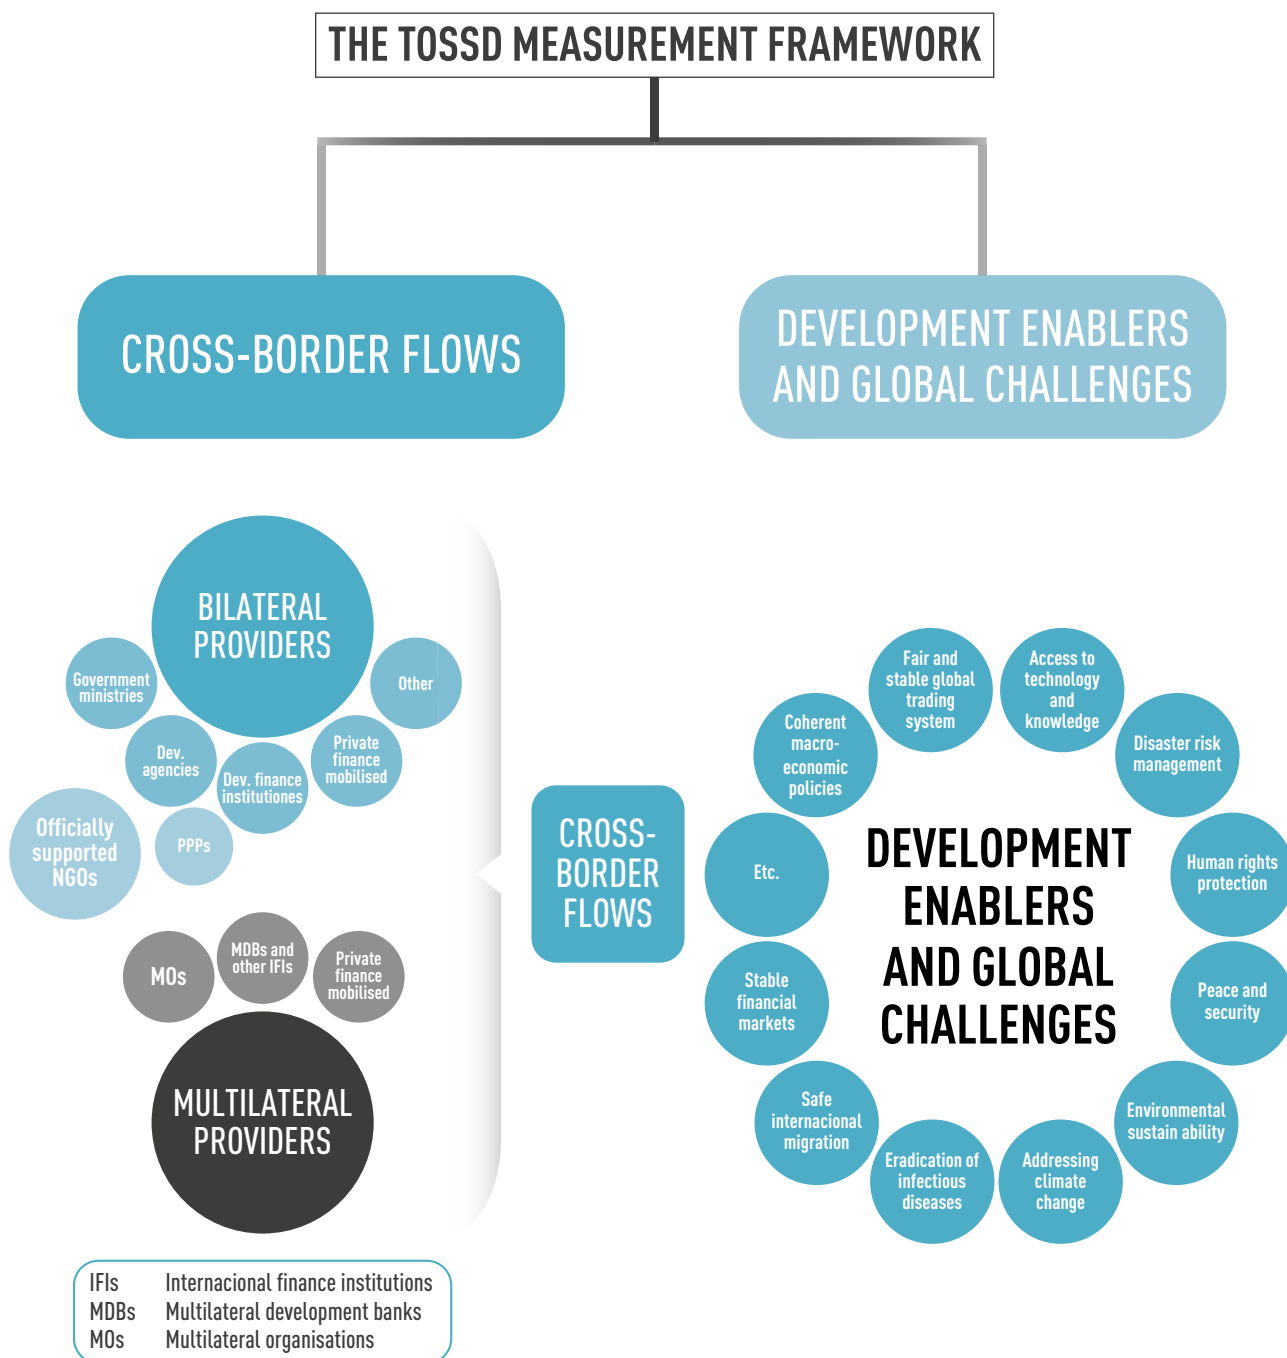 THE TOSSD MEASUREMENT FRAMEWORK
CROSS-BORDER FLOWS
DEVELOPMENT ENABLERS
AND GLOBAL CHALLENGES
BILATERAL
PROVIDERS
Government
ministries
Other
Dev.
agencies
Dev. finance
institutiones
Private
finance
mobilised
Officially
supported
NGOs
PPPs
MOs
MDBs and
other IFIs
Private
finance
mobilised
MULTILATERAL
PROVIDERS
CROSS-
BORDER
FLOWS
Fair and
stable global
trading
system
Access to
technology
and
knowledge
Coherent
macro-
economic
policies
Disaster risk
management
Etc.
Human rights
protection
DEVELOPMENT
ENABLERS
AND GLOBAL
CHALLENGES
Stable
financial
markets
Peace and
security
Safe
internacional
migration
Environmental
sustain ability
Eradication of
infectious
diseases
Addressing
climate
change
IFIs Internacional finance institutions
MDBs Multilateral development banks
MOs Multilateral organisations